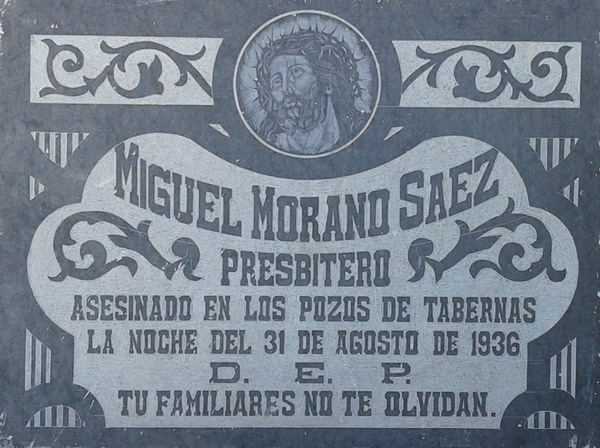 MIGUEL MORANO SAEZ
PRESBITERO
ASESINADO EN LOS POZOS DE TABERNAS
LA NOCHE DEL 31 DE AGOSTO DE 1936
D. E. P.
TU FAMILIARES NO TE OLVIDAN.